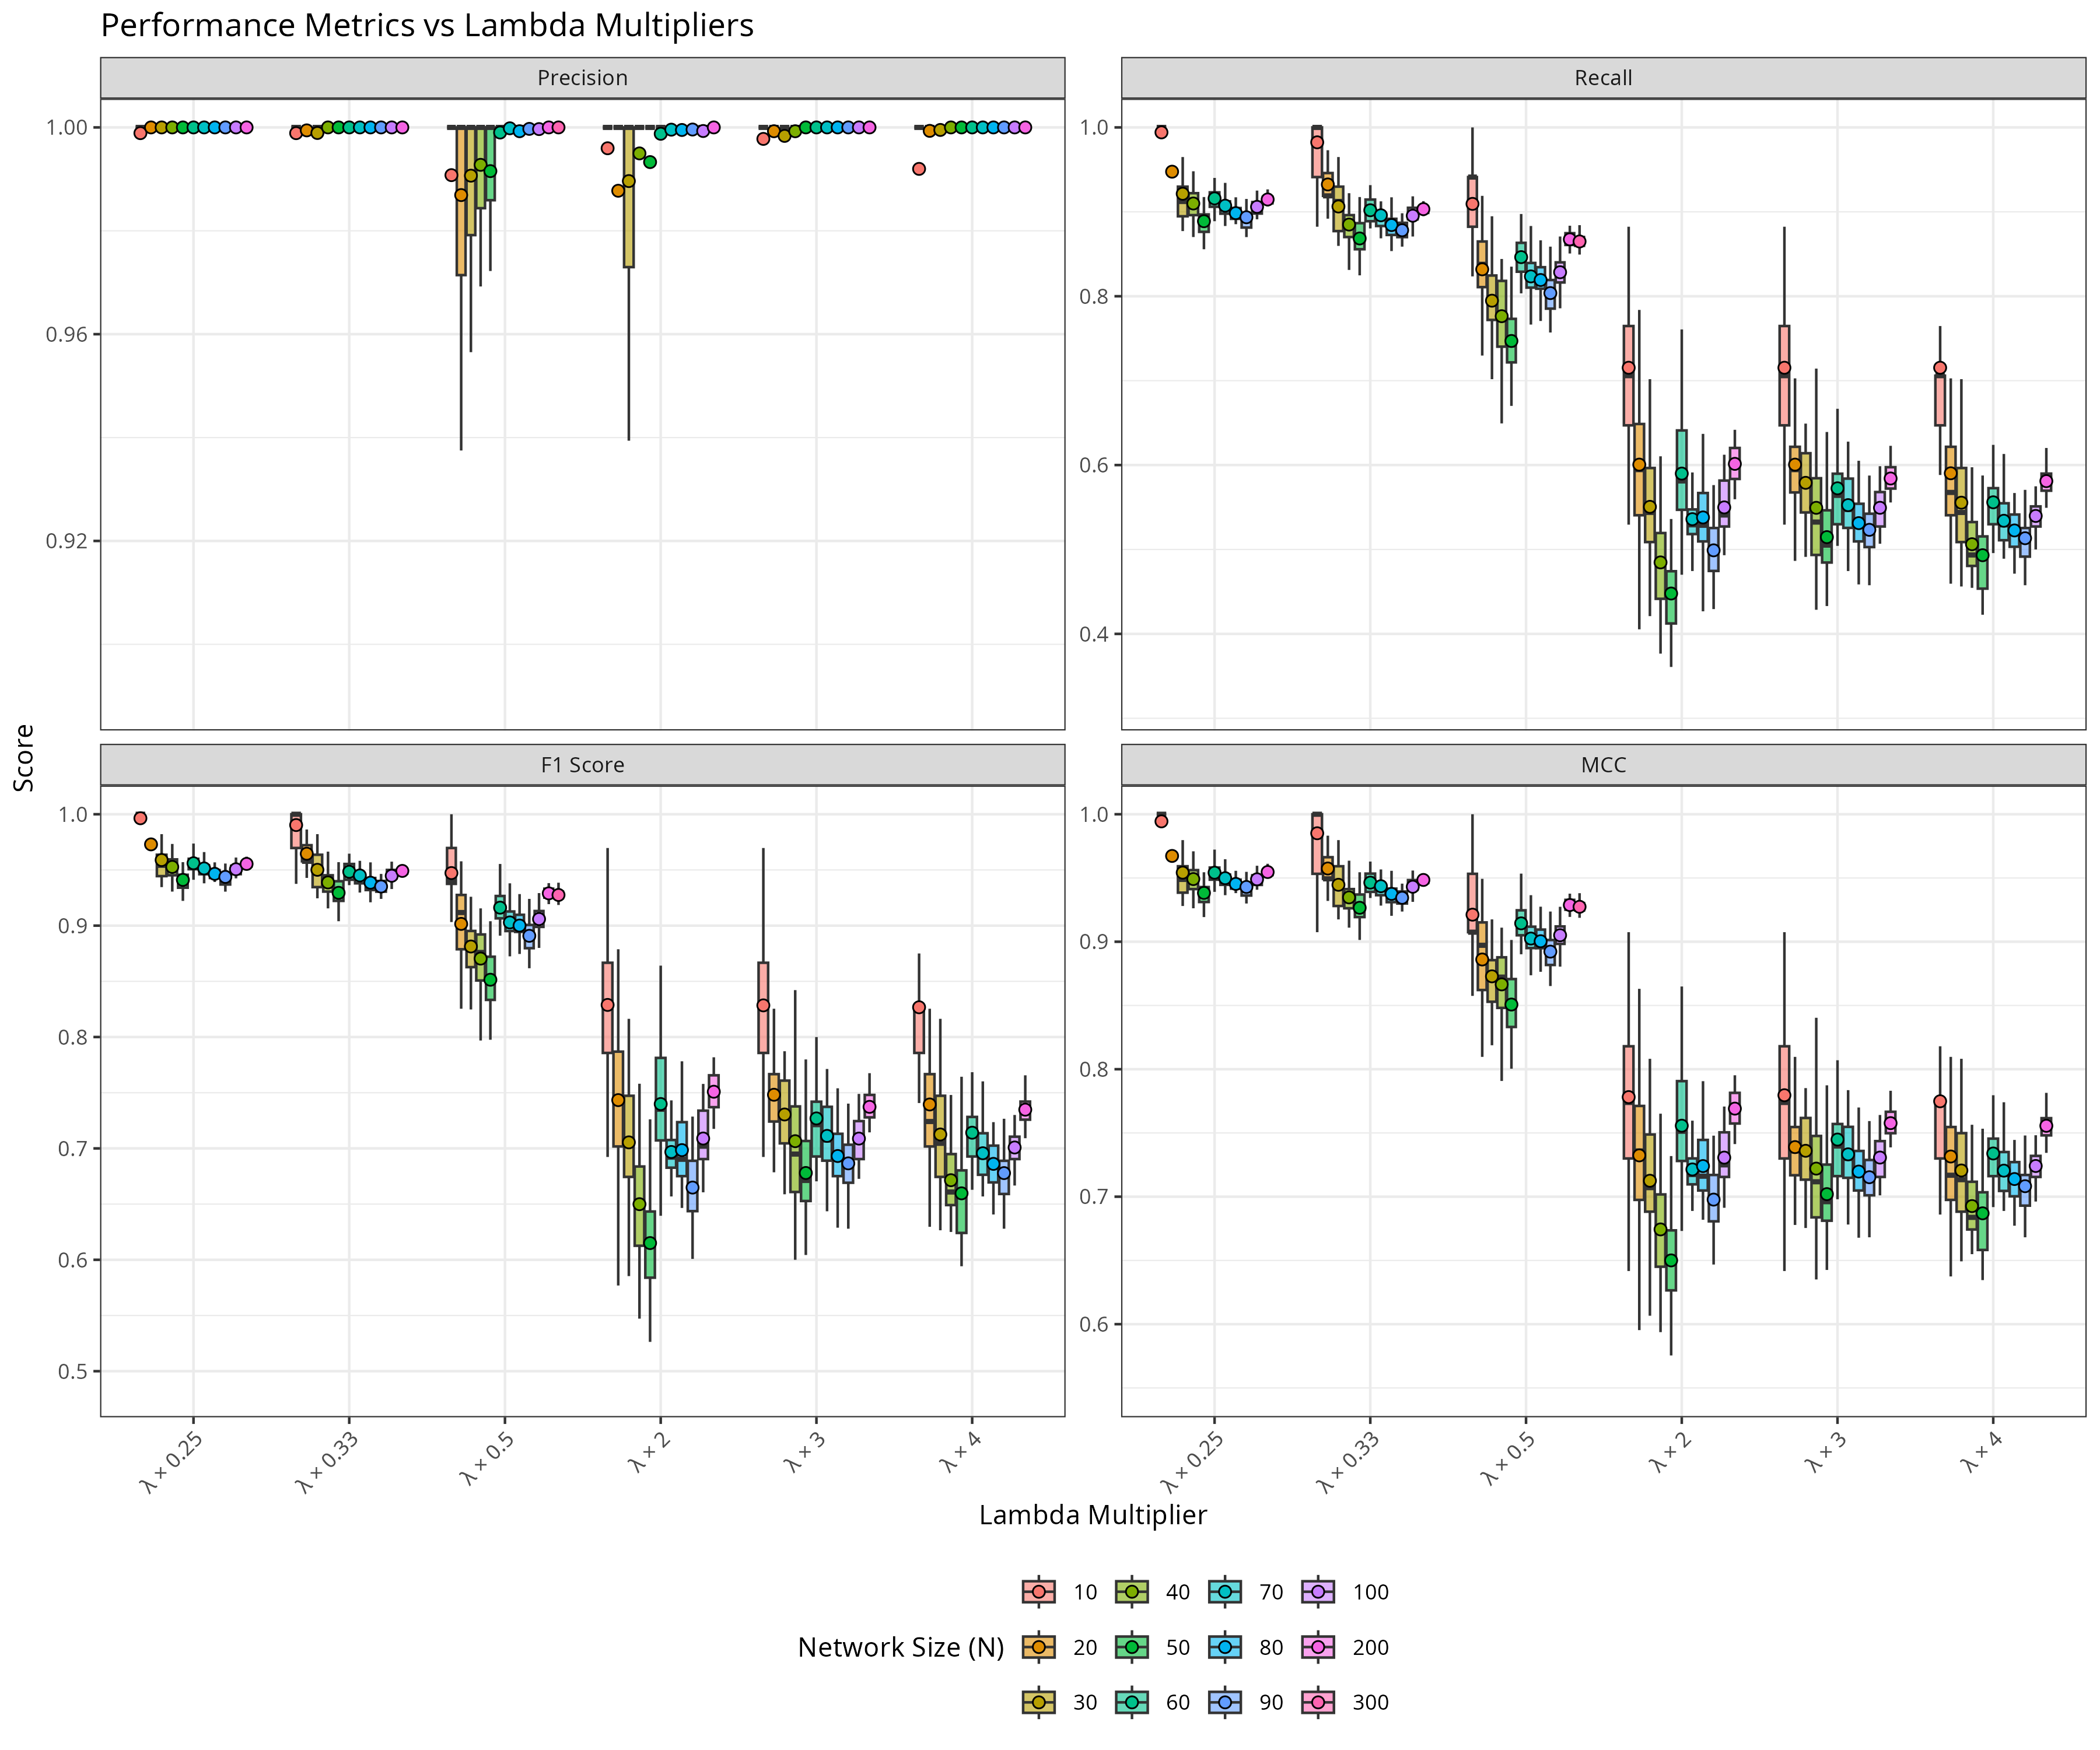 Performance Metrics vs Lambda Multipliers
Precision
Recall
1.00
0.96
0.92
1.0
0.8
0.6
0.4
Score
F1 Score
MCC
1.0
0.9
0.8
0.7
0.6
0.5
1.0
0.9
0.8
0.7
0.6
λ × 0.25
λ × 0.33
λ × 0.5
λ × 2
λ × 3
λ × 4
λ × 0.25
λ × 0.33
λ × 0.5
λ × 2
λ × 3
λ × 4
Lambda Multiplier
Network Size (N)
10 40 70 100
20 50 80 200
30 60 90 300